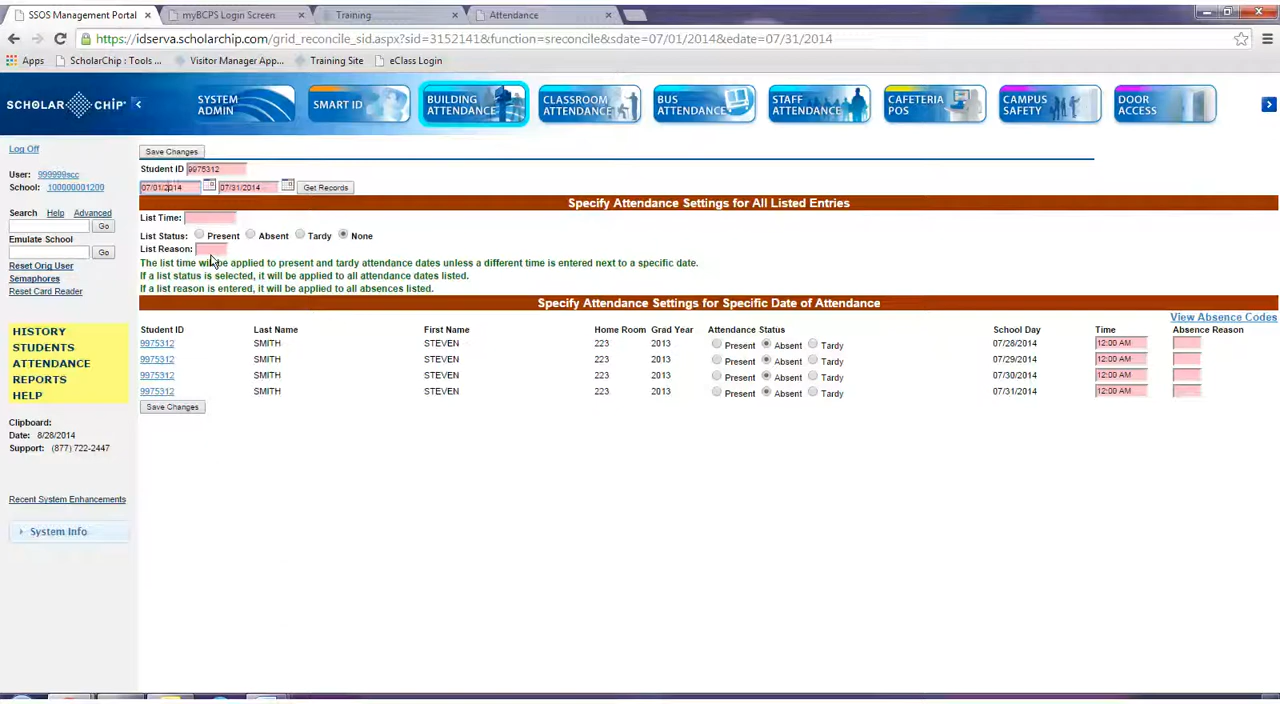 SSOS Management Portal
myBCPS Login Screen
Training
Attendance
https://idserva.scholarchip.com/grid_reconcile_sid.aspx?sid=3152141&function=sreconcile&sdate=07/01/2014&edate=07/31/2014
Apps ScholarChip : Tools ... Visitor Manager App... Training Site eClass Login
SCHOLAR CHIP
SYSTEM ADMIN
SMART ID
BUILDING ATTENDANCE
CLASSROOM ATTENDANCE
BUS ATTENDANCE
STAFF ATTENDANCE
CAFETERIA POS
CAMPUS SAFETY
DOOR ACCESS
Log Off
User: 999999scc
School: 100000001200
Search Help Advanced
Go
Emulate School
Go
Reset Orig User
Semaphores
Reset Card Reader
HISTORY
STUDENTS
ATTENDANCE
REPORTS
HELP
Clipboard:
Date: 8/28/2014
Support: (877) 722-2447
Recent System Enhancements
System Info
Save Changes
Student ID 9975312
07/01/2014 07/31/2014 Get Records
Specify Attendance Settings for All Listed Entries
List Time:
List Status: Present Absent Tardy None
List Reason:
The list time will be applied to present and tardy attendance dates unless a different time is entered next to a specific date.
If a list status is selected, it will be applied to all attendance dates listed.
If a list reason is entered, it will be applied to all absences listed.
Specify Attendance Settings for Specific Date of Attendance
View Absence Codes
Student ID Last Name First Name Home Room Grad Year Attendance Status School Day Time Absence Reason
9975312 SMITH STEVEN 223 2013 Present Absent Tardy 07/28/2014 12:00 AM
9975312 SMITH STEVEN 223 2013 Present Absent Tardy 07/29/2014 12:00 AM
9975312 SMITH STEVEN 223 2013 Present Absent Tardy 07/30/2014 12:00 AM
9975312 SMITH STEVEN 223 2013 Present Absent Tardy 07/31/2014 12:00 AM
Save Changes